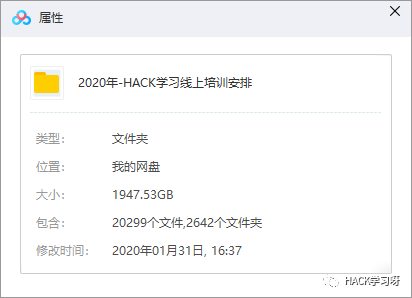 属性
2020年-HACK学习线上培训安排
类型： 文件夹
位置： 我的网盘
大小： 1947.53GB
包含： 20299个文件,2642个文件夹
修改时间： 2020年01月31日, 16:37
HACK学习呀